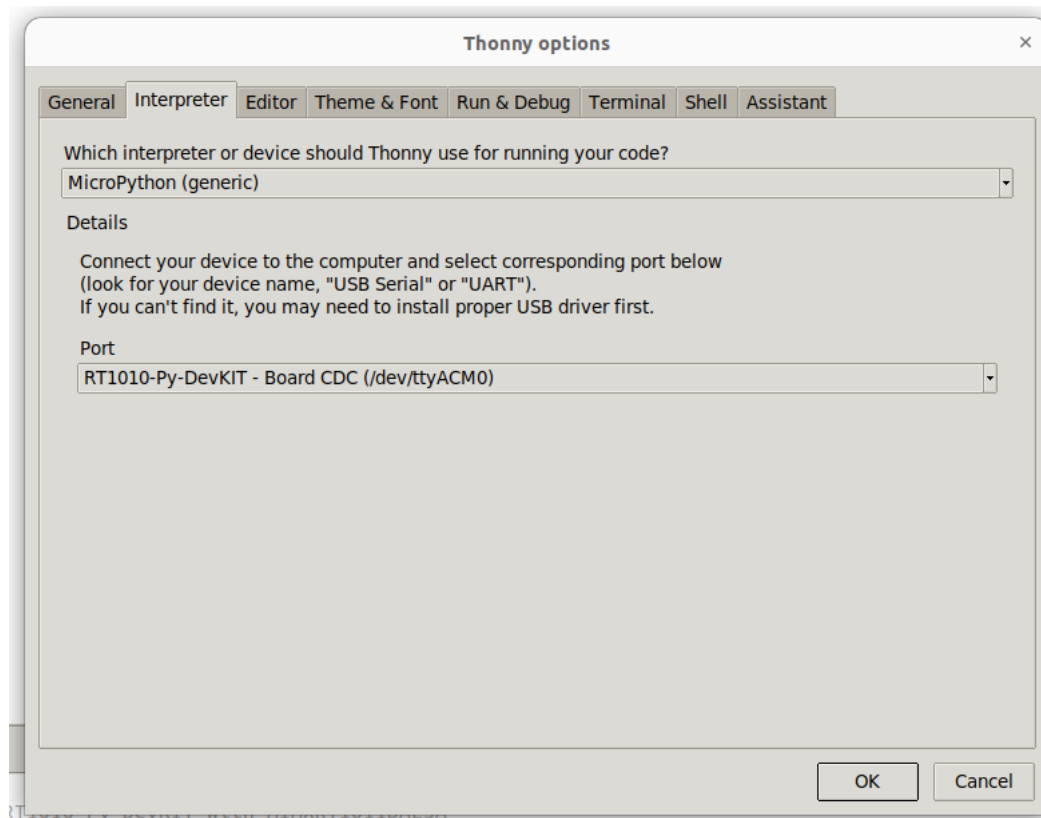 Thonny options
General Interpreter Editor Theme & Font Run & Debug Terminal Shell Assistant
Which interpreter or device should Thonny use for running your code?
MicroPython (generic)
Details
Connect your device to the computer and select corresponding port below
(look for your device name, "USB Serial" or "UART").
If you can't find it, you may need to install proper USB driver first.
Port
RT1010-Py-DevKIT - Board CDC (/dev/ttyACM0)
OK Cancel